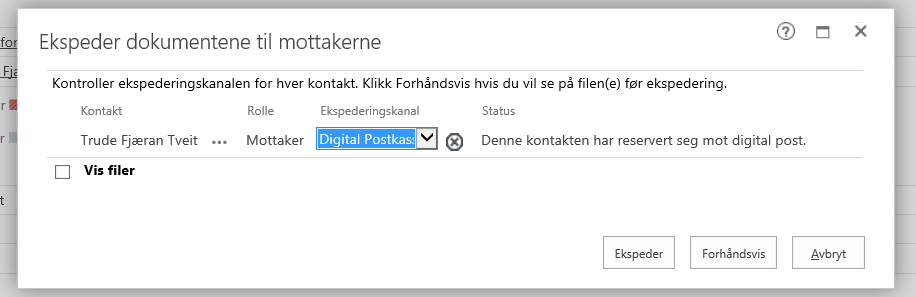 Ekspeder dokumentene til mottakerne
Kontroller ekspederingskanalen for hver kontakt. Klikk Forhåndsvis hvis du vil se på filen(e) før ekspedering.
Kontakt Rolle Ekspederingskanal Status
Trude Fjæran Tveit ... Mottaker Digital Postkas Denne kontakten har reservert seg mot digital post.
Vis filer
Ekspeder Forhåndsvis Avbryt